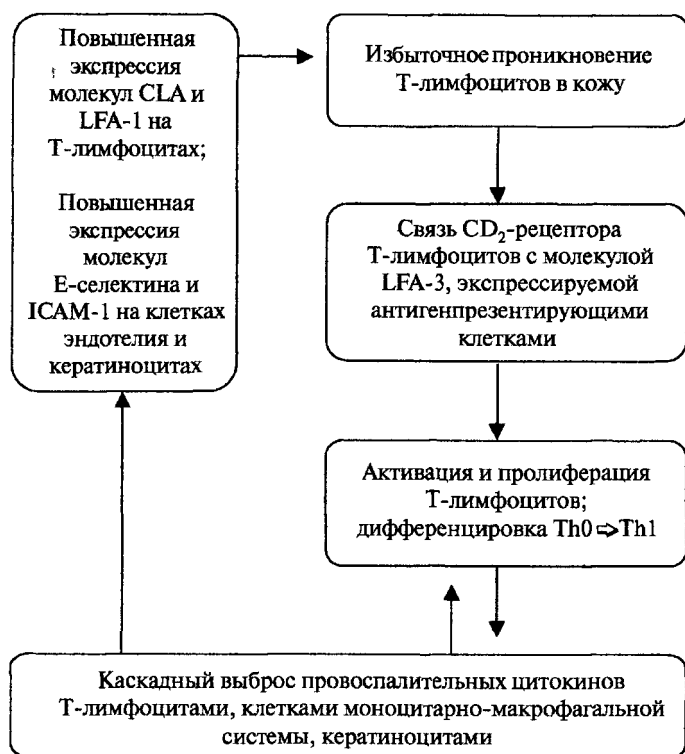 Повышенная
экспрессия
молекул CLA и
LFA-1 на
Т-лимфоцитах;
Повышенная
экспрессия
молекул
Е-селектина и
ICAM-1 на клетках
эндотелия и
кератиноцитах
Избыточное проникновение
Т-лимфоцитов в кожу
Связь CD₂-рецептора
Т-лимфоцитов с молекулой
LFA-3, экспрессируемой
антигенпрезентирующими
клетками
Активация и пролиферация
Т-лимфоцитов;
дифференцировка Th0 ⇨ Th1
Каскадный выброс провоспалительных цитокинов
Т-лимфоцитами, клетками моноцитарно-макрофагальной
системы, кератиноцитами